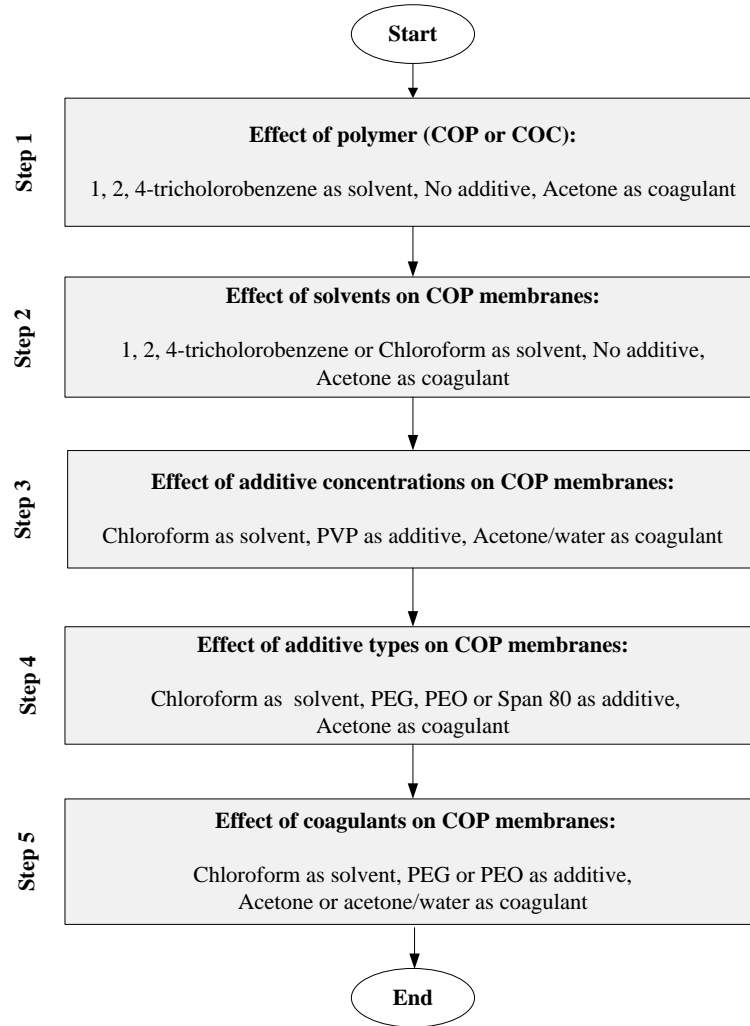 Start
Step 1
Effect of polymer (COP or COC):
1, 2, 4-tricholorobenzene as solvent, No additive, Acetone as coagulant
Step 2
Effect of solvents on COP membranes:
1, 2, 4-tricholorobenzene or Chloroform as solvent, No additive,
Acetone as coagulant
Step 3
Effect of additive concentrations on COP membranes:
Chloroform as solvent, PVP as additive, Acetone/water as coagulant
Step 4
Effect of additive types on COP membranes:
Chloroform as solvent, PEG, PEO or Span 80 as additive,
Acetone as coagulant
Step 5
Effect of coagulants on COP membranes:
Chloroform as solvent, PEG or PEO as additive,
Acetone or acetone/water as coagulant
End